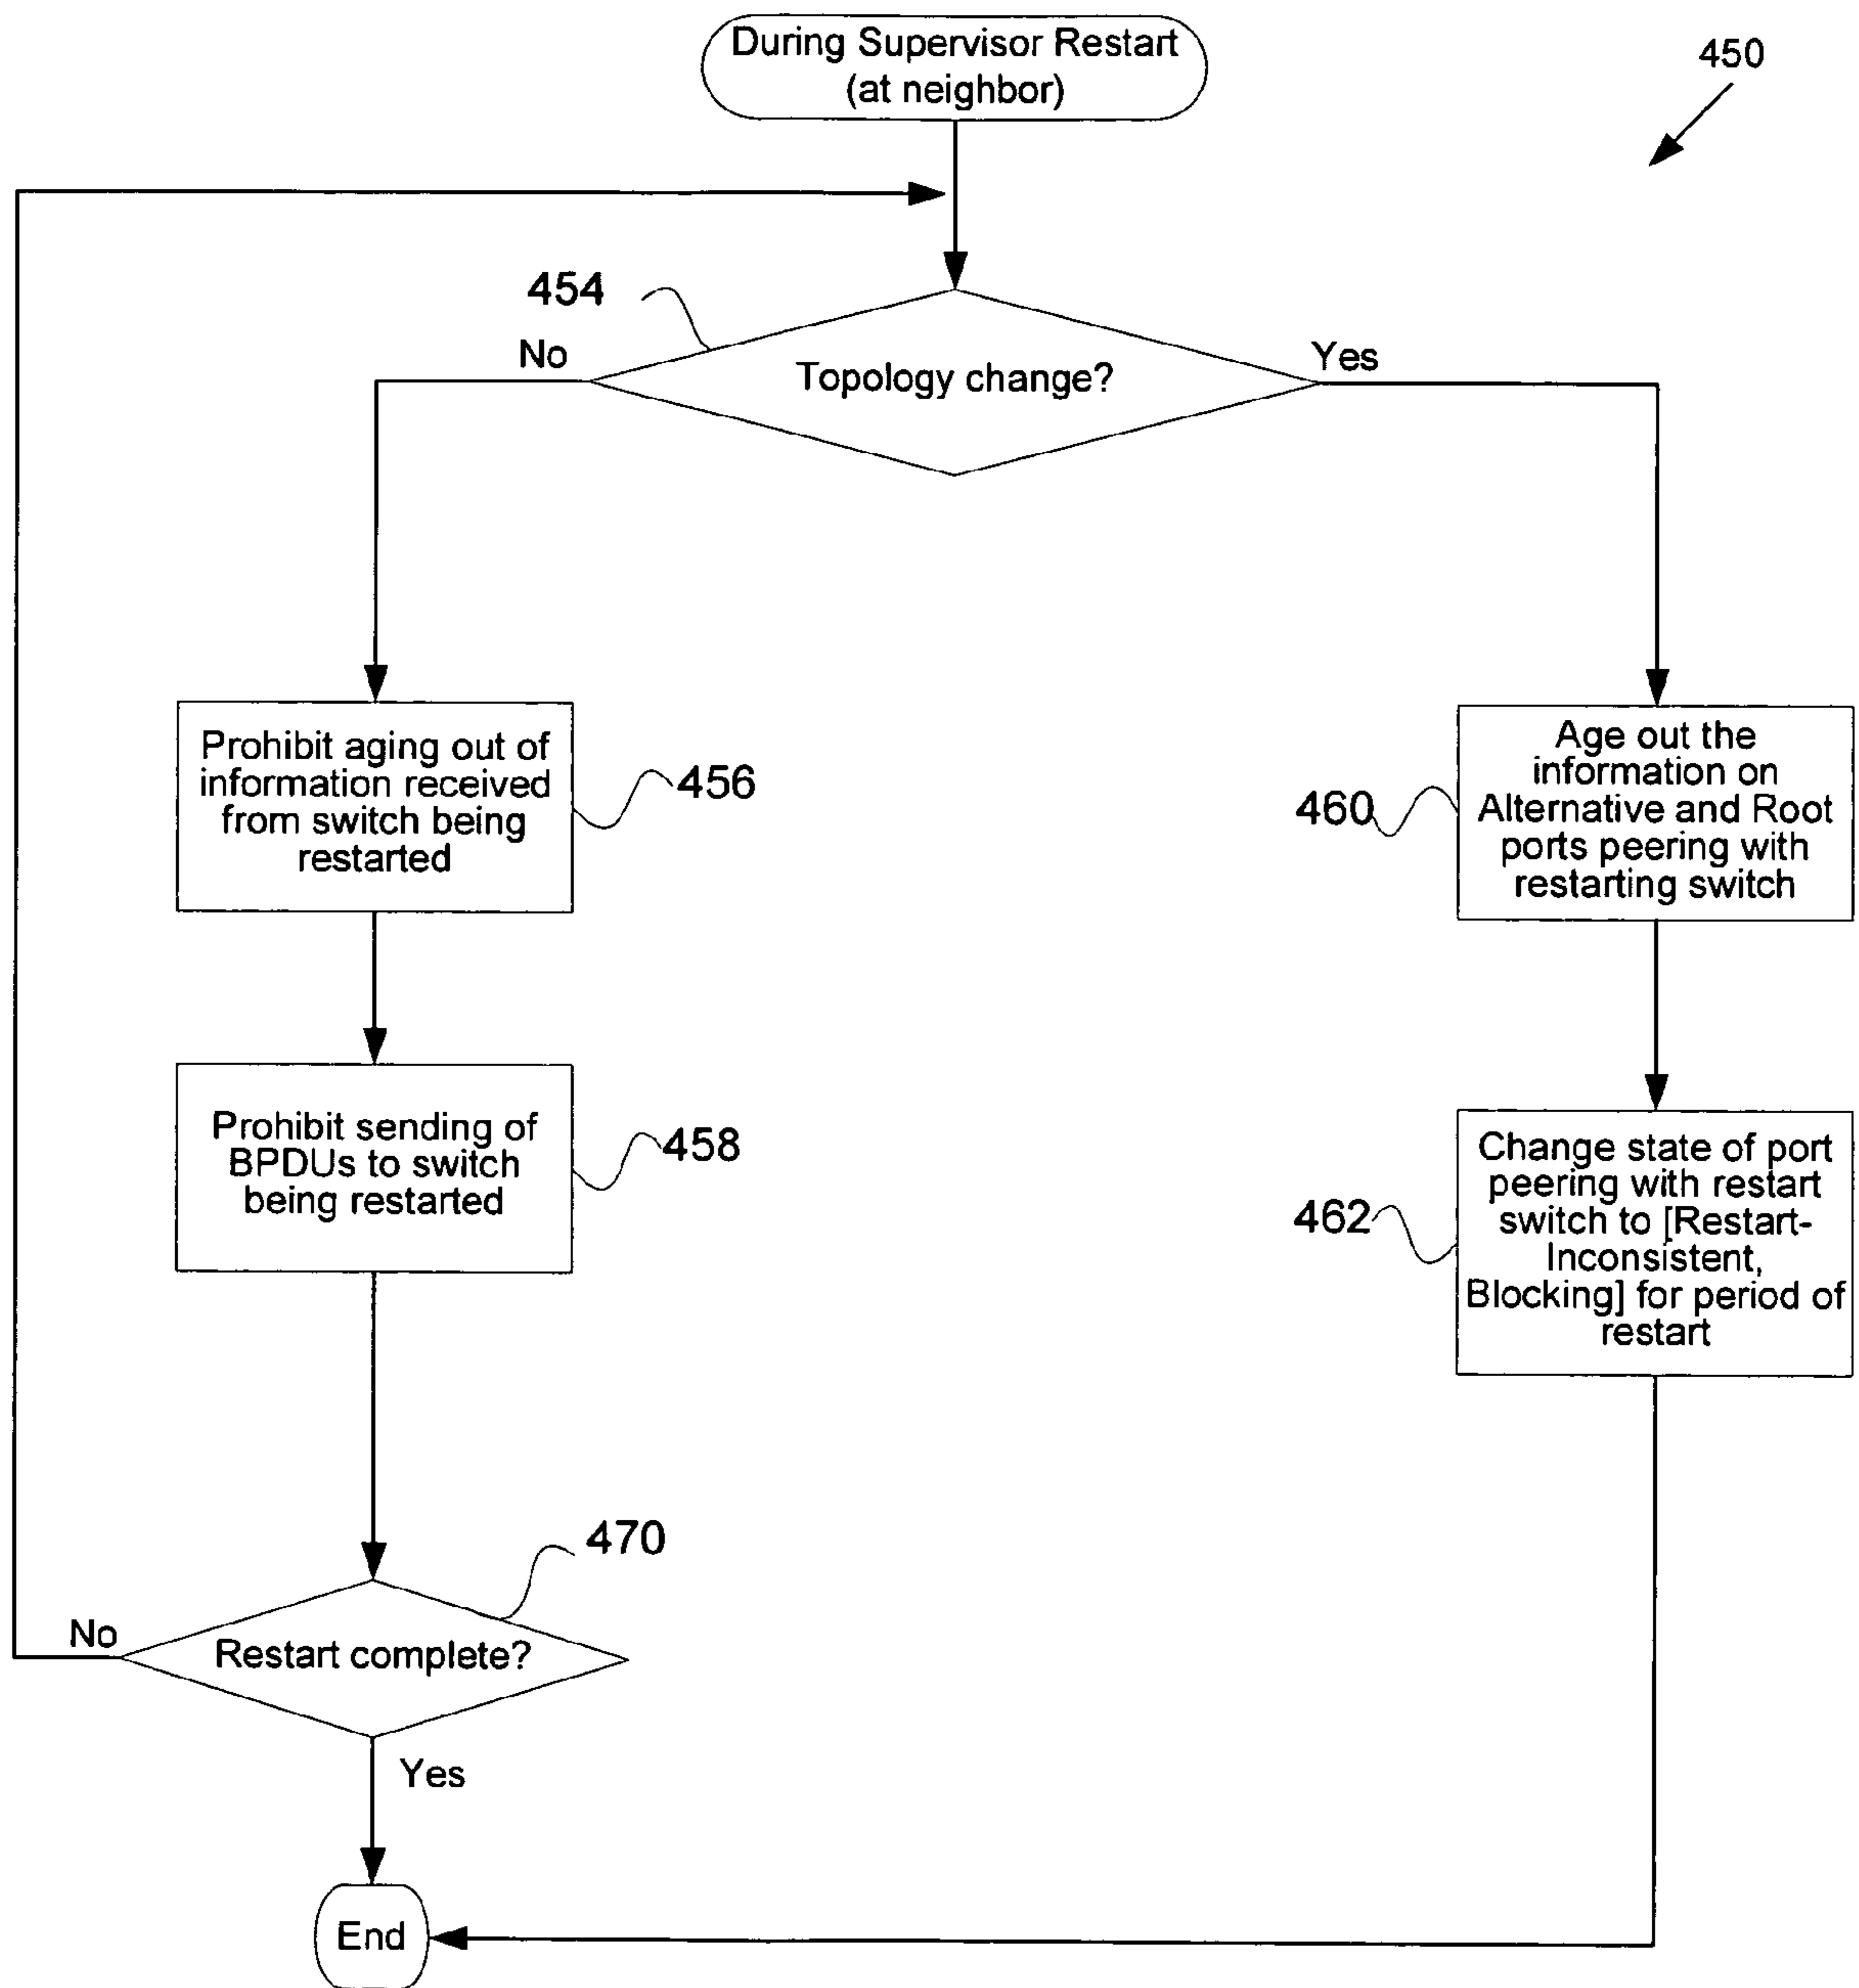 During Supervisor Restart
(at neighbor)
450
454
No
Yes
Topology change?
Prohibit aging out of
information received
from switch being
restarted
456
Age out the
information on
Alternative and Root
ports peering with
restarting switch
460
Prohibit sending of
BPDUs to switch
being restarted
458
Change state of port
peering with restart
switch to [Restart-
Inconsistent,
Blocking] for period of
restart
462
470
No
Restart complete?
Yes
End